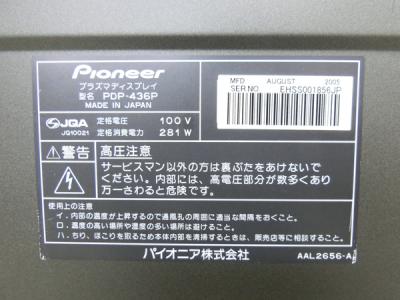 Pioneer
プラズマディスプレイ
型名 PDP-436P
MADE IN JAPAN
MFD AUGUST 2005
SER.NO EHSS001856JP
JQA
JQ10021
定格電圧 100 V
定格消費電力 281 W
警告 高圧注意
サービスマン以外の方は裏ぶたをあけないで
ください。内部には、高電圧部分が数多くあり
万一さわると危険です。
使用上の注意
イ．内部の温度が上昇するので通風孔の周囲に適当な間隔をおくこと。
ロ．温度の高い場所や湿度の多い場所は避けること。
ハ．ちり、ほこりを取るため本体内部を清掃するときは、販売店等に相談すること。
パイオニア株式会社
AAL2656-A